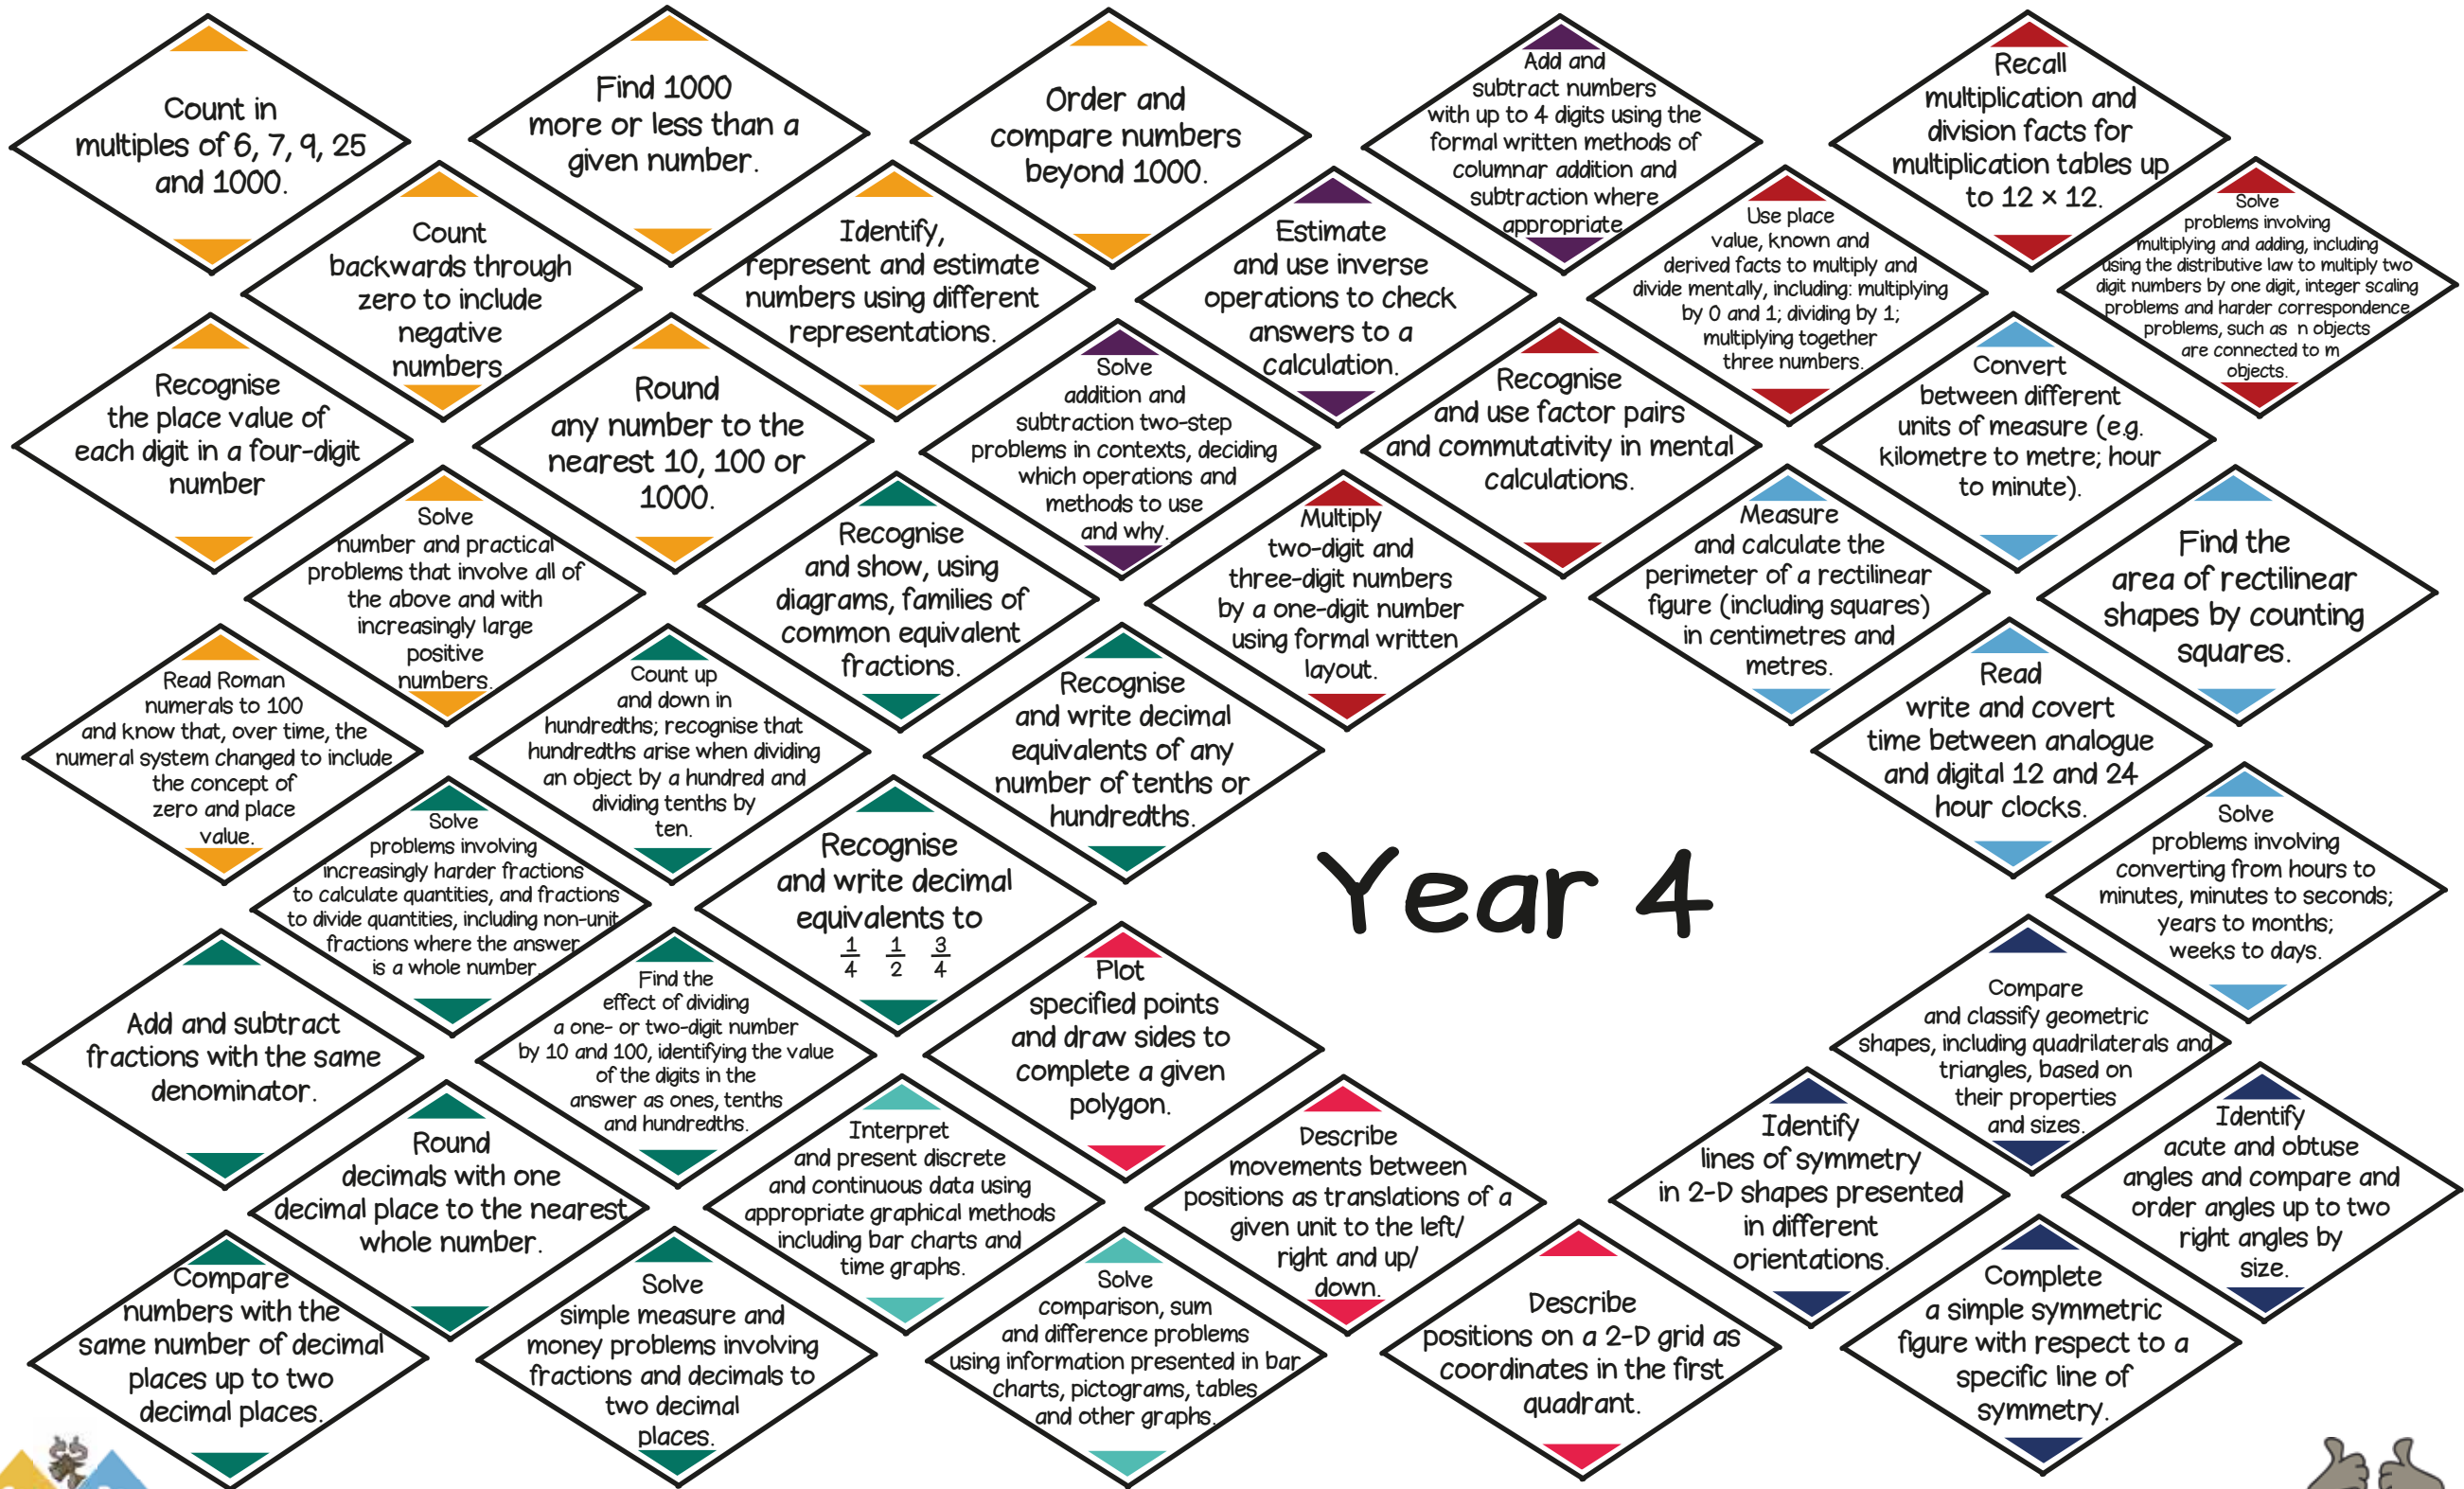 Count in
multiples of 6, 7, 9, 25
and 1000.
Find 1000
more or less than a
given number.
Order and
compare numbers
beyond 1000.
Add and
subtract numbers
with up to 4 digits using the
formal written methods of
columnar addition and
subtraction where
appropriate
Recall
multiplication and
division facts for
multiplication tables up
to 12 × 12.
Count
backwards through
zero to include
negative
numbers
Identify,
represent and estimate
numbers using different
representations.
Estimate
and use inverse
operations to check
answers to a
calculation.
Use place
value, known and
derived facts to multiply and
divide mentally, including: multiplying
by 0 and 1; dividing by 1;
multiplying together
three numbers.
Solve
problems involving
multiplying and adding, including
using the distributive law to multiply two
digit numbers by one digit, integer scaling
problems and harder correspondence
problems, such as n objects
are connected to m
objects.
Recognise
the place value of
each digit in a four-digit
number
Round
any number to the
nearest 10, 100 or
1000.
Solve
addition and
subtraction two-step
problems in contexts, deciding
which operations and
methods to use
and why.
Recognise
and use factor pairs
and commutativity in mental
calculations.
Convert
between different
units of measure (e.g.
kilometre to metre; hour
to minute).
Solve
number and practical
problems that involve all of
the above and with
increasingly large
positive
numbers.
Recognise
and show, using
diagrams, families of
common equivalent
fractions.
Multiply
two-digit and
three-digit numbers
by a one-digit number
using formal written
layout.
Measure
and calculate the
perimeter of a rectilinear
figure (including squares)
in centimetres and
metres.
Find the
area of rectilinear
shapes by counting
squares.
Read Roman
numerals to 100
and know that, over time, the
numeral system changed to include
the concept of
zero and place
value.
Count up
and down in
hundredths; recognise that
hundredths arise when dividing
an object by a hundred and
dividing tenths by
ten.
Recognise
and write decimal
equivalents of any
number of tenths or
hundredths.
Read
write and covert
time between analogue
and digital 12 and 24
hour clocks.
Solve
problems involving
increasingly harder fractions
to calculate quantities, and fractions
to divide quantities, including non-unit
fractions where the answer
is a whole number.
Recognise
and write decimal
equivalents to
1/4 1/2 3/4
Year 4
Solve
problems involving
converting from hours to
minutes, minutes to seconds;
years to months;
weeks to days.
Add and subtract
fractions with the same
denominator.
Find the
effect of dividing
a one- or two-digit number
by 10 and 100, identifying the value
of the digits in the
answer as ones, tenths
and hundredths.
Plot
specified points
and draw sides to
complete a given
polygon.
Compare
and classify geometric
shapes, including quadrilaterals and
triangles, based on
their properties
and sizes.
Round
decimals with one
decimal place to the nearest
whole number.
Interpret
and present discrete
and continuous data using
appropriate graphical methods
including bar charts and
time graphs.
Describe
movements between
positions as translations of a
given unit to the left/
right and up/
down.
Identify
lines of symmetry
in 2-D shapes presented
in different
orientations.
Identify
acute and obtuse
angles and compare and
order angles up to two
right angles by
size.
Compare
numbers with the
same number of decimal
places up to two
decimal places.
Solve
simple measure and
money problems involving
fractions and decimals to
two decimal
places.
Solve
comparison, sum
and difference problems
using information presented in bar
charts, pictograms, tables
and other graphs.
Describe
positions on a 2-D grid as
coordinates in the first
quadrant.
Complete
a simple symmetric
figure with respect to a
specific line of
symmetry.